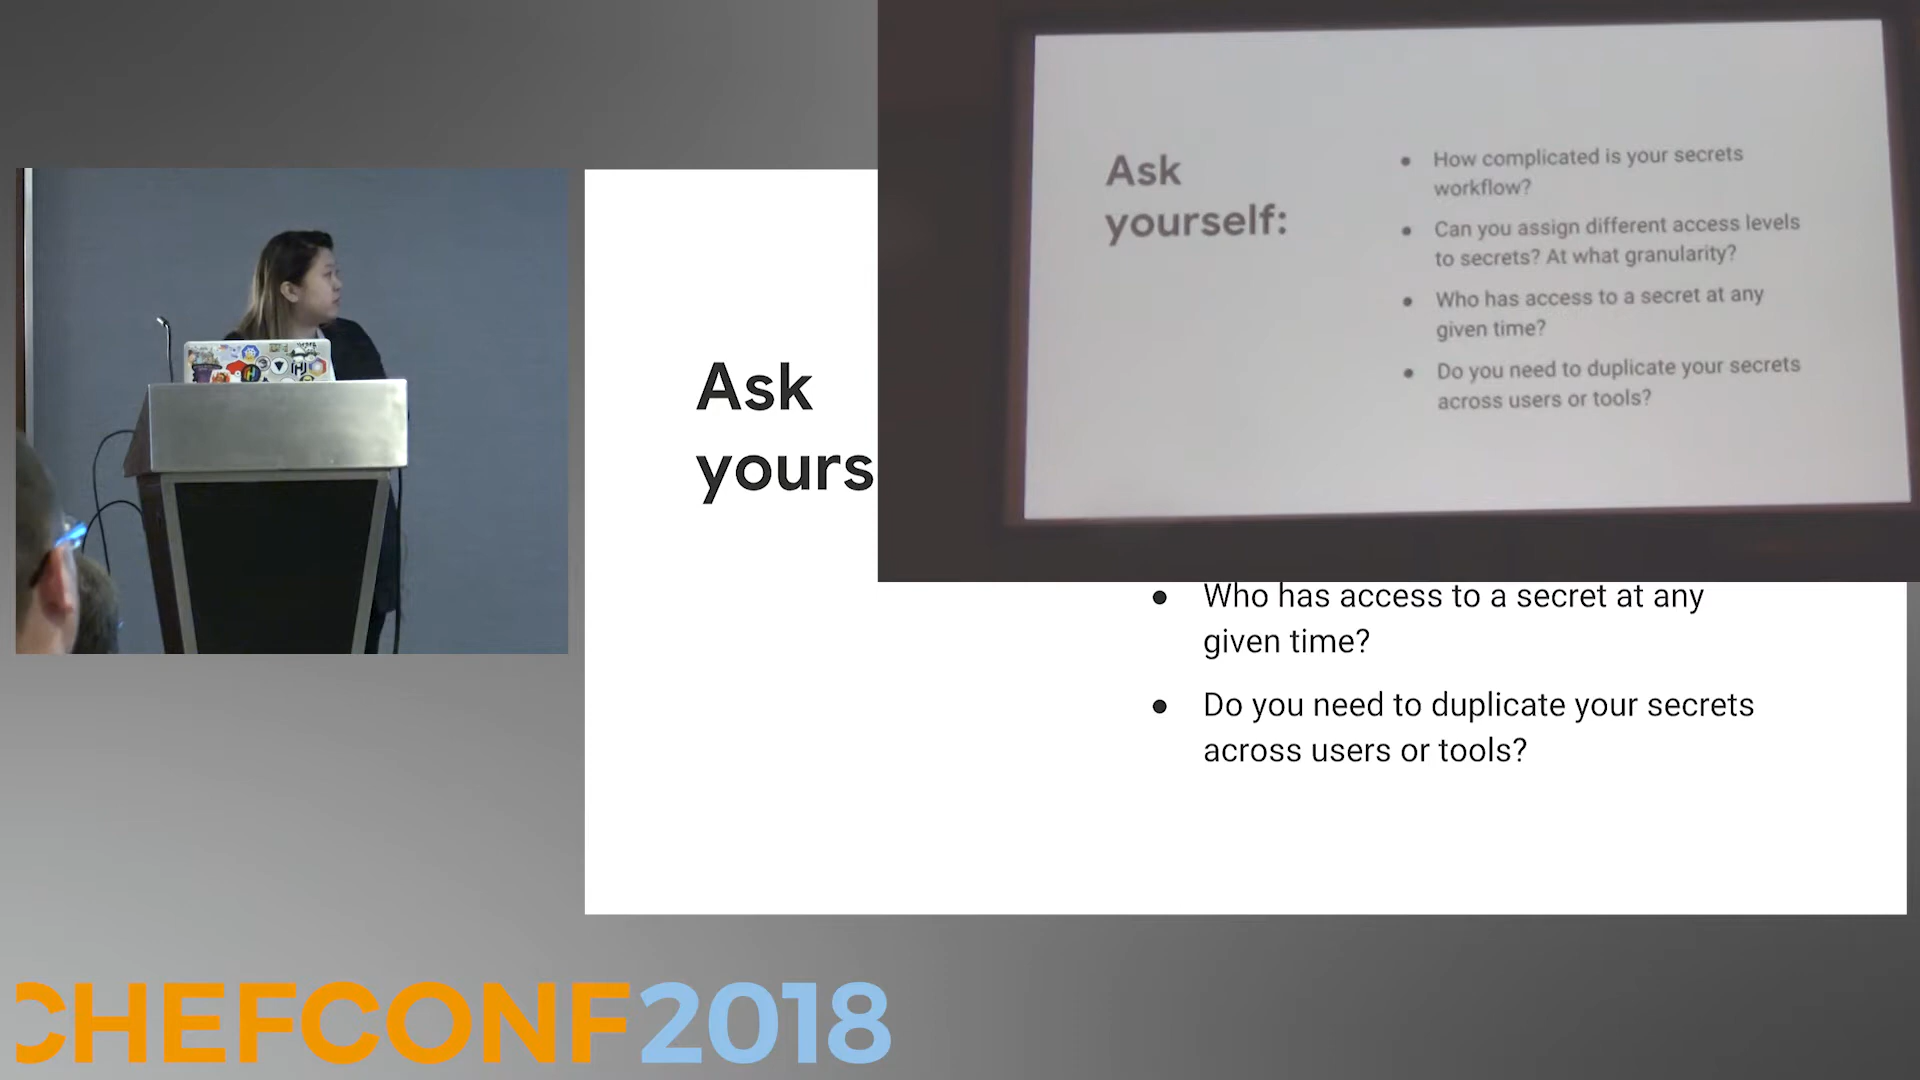 Ask
yourself:
● How complicated is your secrets
workflow?
● Can you assign different access levels
to secrets? At what granularity?
● Who has access to a secret at any
given time?
● Do you need to duplicate your secrets
across users or tools?
Ask
yours
● Who has access to a secret at any
given time?
● Do you need to duplicate your secrets
across users or tools?
CHEFCONF2018